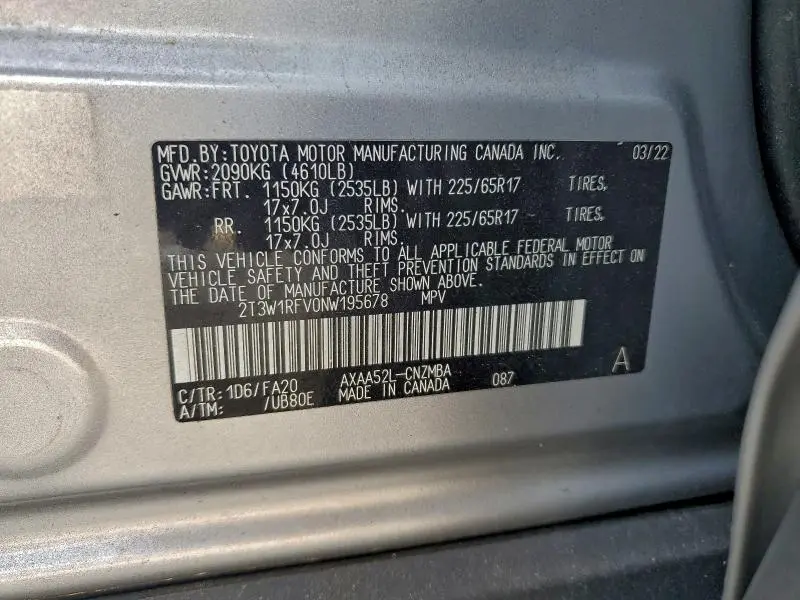 MFD.BY:TOYOTA MOTOR MANUFACTURING CANADA INC. 03/22
GVWR:2090KG (4610LB)
GAWR:FRT. 1150KG (2535LB) WITH 225/65R17 TIRES,
17x7.0J RIMS.
RR. 1150KG (2535LB) WITH 225/65R17 TIRES,
17x7.0J RIMS.
THIS VEHICLE CONFORMS TO ALL APPLICABLE FEDERAL MOTOR
VEHICLE SAFETY AND THEFT PREVENTION STANDARDS IN EFFECT ON
THE DATE OF MANUFACTURE SHOWN ABOVE.
2T3W1RFV0NW195678 MPV
A
C/TR:1D6/FA20 AXAA52L-CNZMBA 087
A/TM: /UB80E MADE IN CANADA